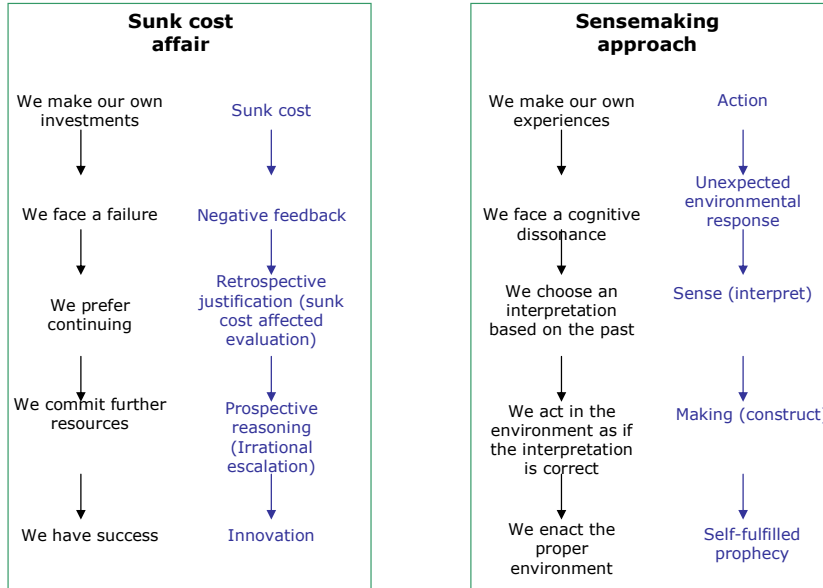 Sunk cost
affair
We make our own
investments
Sunk cost
We face a failure
Negative feedback
We prefer
continuing
Retrospective
justification (sunk
cost affected
evaluation)
We commit further
resources
Prospective
reasoning
(Irrational
escalation)
We have success
Innovation
Sensemaking
approach
We make our own
experiences
Action
We face a cognitive
dissonance
Unexpected
environmental
response
We choose an
interpretation
based on the past
Sense (interpret)
We act in the
environment as if
the interpretation
is correct
Making (construct)
We enact the
proper
environment
Self-fulfilled
prophecy